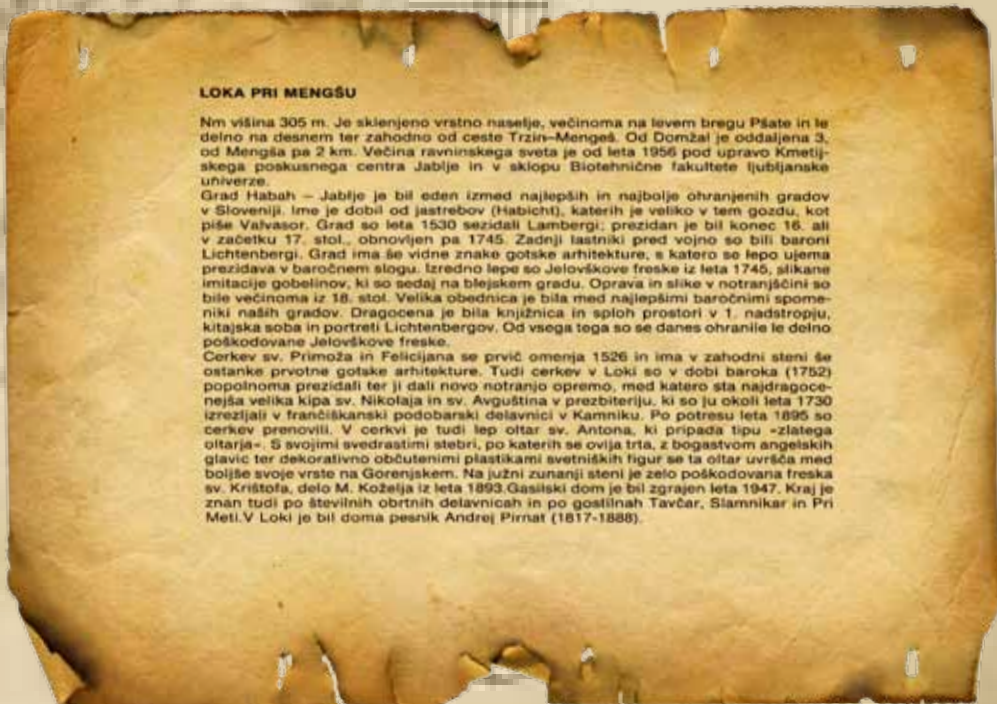 LOKA PRI MENGŠU
Nm višina 305 m. Je sklenjeno vrstno naselje, večinoma na levem bregu Pšate in le
delno na desnem ter zahodno od ceste Trzin–Mengeš. Od Domžal je oddaljena 3,
od Mengša pa 2 km. Večina ravninskega sveta je od leta 1956 pod upravo Kmetij-
skega poskusnega centra Jablje in v sklopu Biotehnične fakultete ljubljanske
univerze.
Grad Habah – Jablje je bil eden izmed najlepših in najbolje ohranjenih gradov
v Sloveniji. Ime je dobil od jastrebov (Habicht), katerih je veliko v tem gozdu, kot
piše Valvasor. Grad so leta 1530 sezidali Lambergi; prezidan je bil konec 16. ali
v začetku 17. stol., obnovljen pa 1745. Zadnji lastniki pred vojno so bili baroni
Lichtenbergi. Grad ima še vidne znake gotske arhitekture, s katero se lepo ujema
prezidava v baročnem slogu. Izredno lepe so Jelovškove freske iz leta 1745, slikane
imitacije gobelinov, ki so sedaj na blejskem gradu. Oprava in slike v notranjščini so
bile večinoma iz 18. stol. Velika obednica je bila med najlepšimi baročnimi spome-
niki naših gradov. Dragocena je bila knjižnica in sploh prostori v 1. nadstropju,
kitajska soba in portreti Lichtenbergov. Od vsega tega so se danes ohranile le delno
poškodovane Jelovškove freske.
Cerkev sv. Primoža in Felicijana se prvič omenja 1526 in ima v zahodni steni še
ostanke prvotne gotske arhitekture. Tudi cerkev v Loki so v dobi baroka (1752)
popolnoma prezidali ter ji dali novo notranjo opremo, med katero sta najdragoce-
nejša velika kipa sv. Nikolaja in sv. Avguština v prezbiteriju, ki so ju okoli leta 1730
izrezljali v frančiškanski podobarski delavnici v Kamniku. Po potresu leta 1895 so
cerkev prenovili. V cerkvi je tudi lep oltar sv. Antona, ki pripada tipu »zlatega
oltarja«. S svojimi svedrastimi stebri, po katerih se ovija trta, z bogastvom angelskih
glavic ter dekorativno občutenimi plastikami svetniških figur se ta oltar uvršča med
boljše svoje vrste na Gorenjskem. Na južni zunanji steni je zelo poškodovana freska
sv. Krištofa, delo M. Koželja iz leta 1893.Gasilski dom je bil zgrajen leta 1947. Kraj je
znan tudi po številnih obrtnih delavnicah in po gostilnah Tavčar, Slamnikar in Pri
Meti.V Loki je bil doma pesnik Andrej Pirnat (1817-1888).